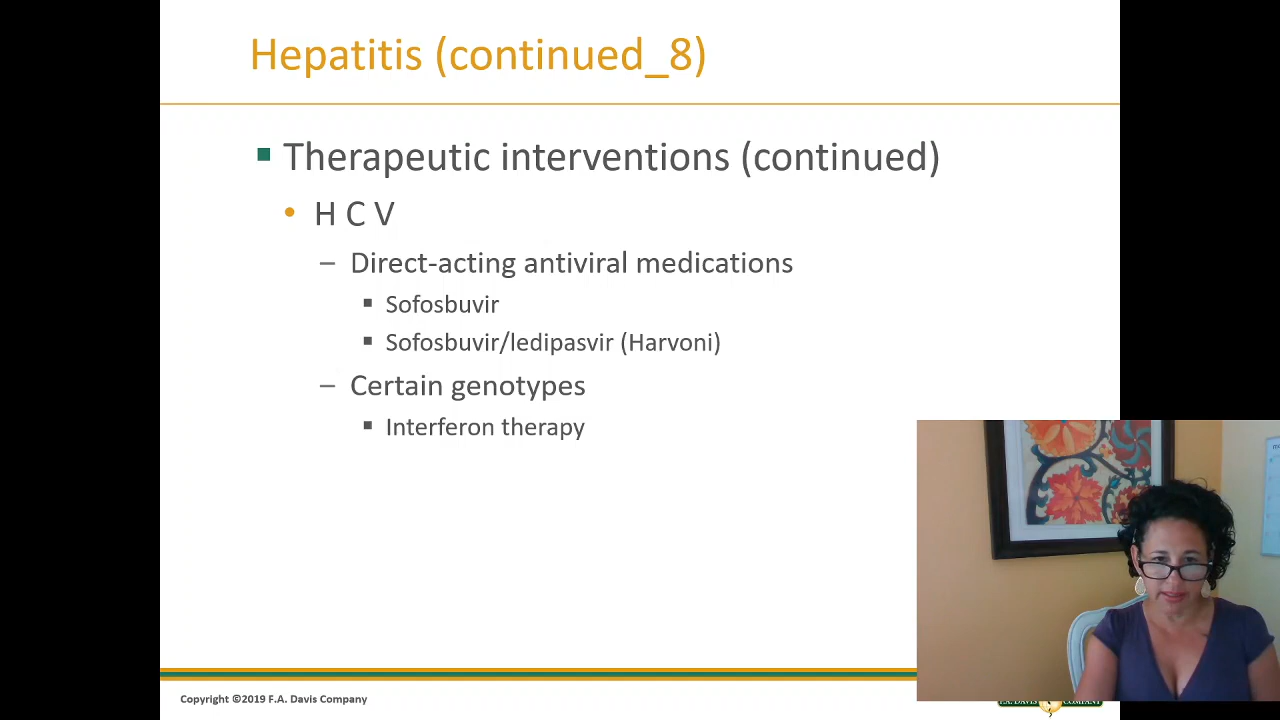 Hepatitis (continued_8)
Therapeutic interventions (continued)
H C V
Direct-acting antiviral medications
Sofosbuvir
Sofosbuvir/ledipasvir (Harvoni)
Certain genotypes
Interferon therapy
Copyright ©2019 F.A. Davis Company